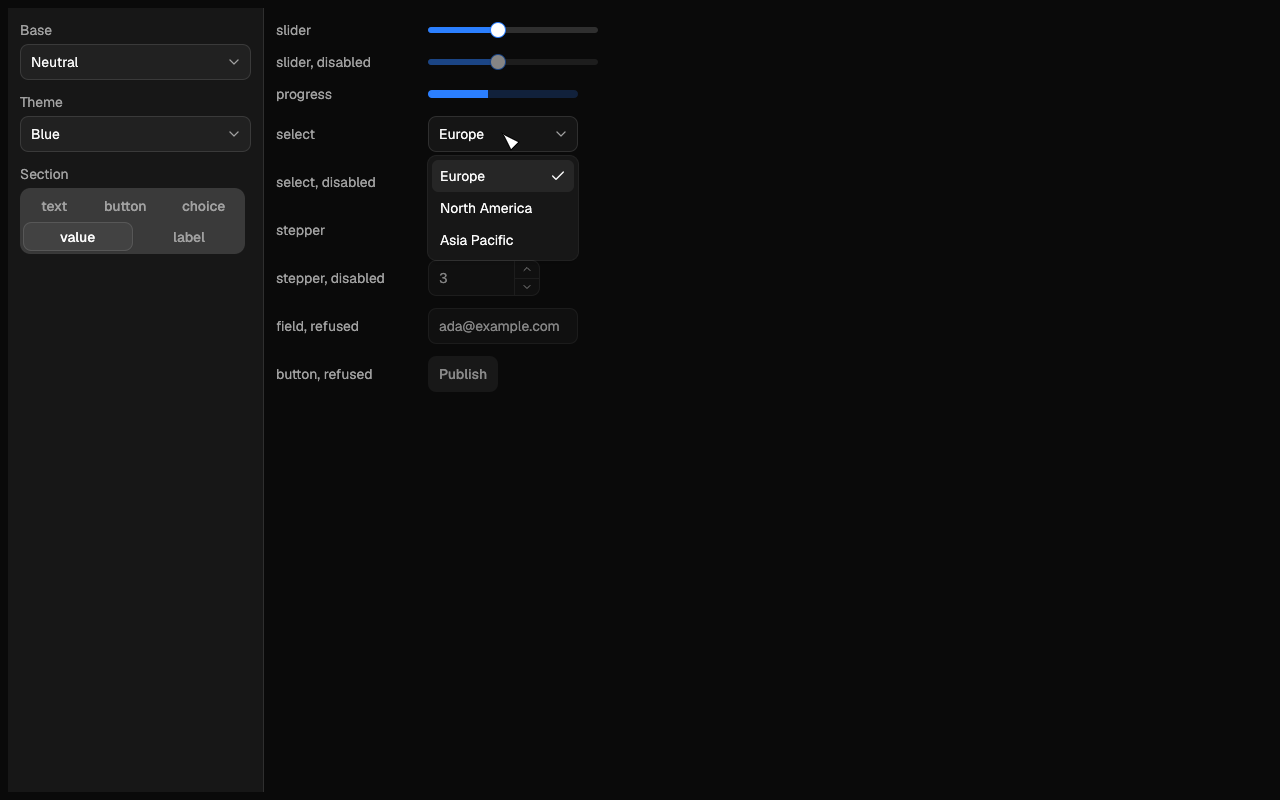 Base
Neutral
Theme
Blue
Section
text button choice
value label
slider
slider, disabled
progress
select Europe
Europe
select, disabled
North America
stepper
Asia Pacific
stepper, disabled 3
field, refused ada@example.com
button, refused Publish